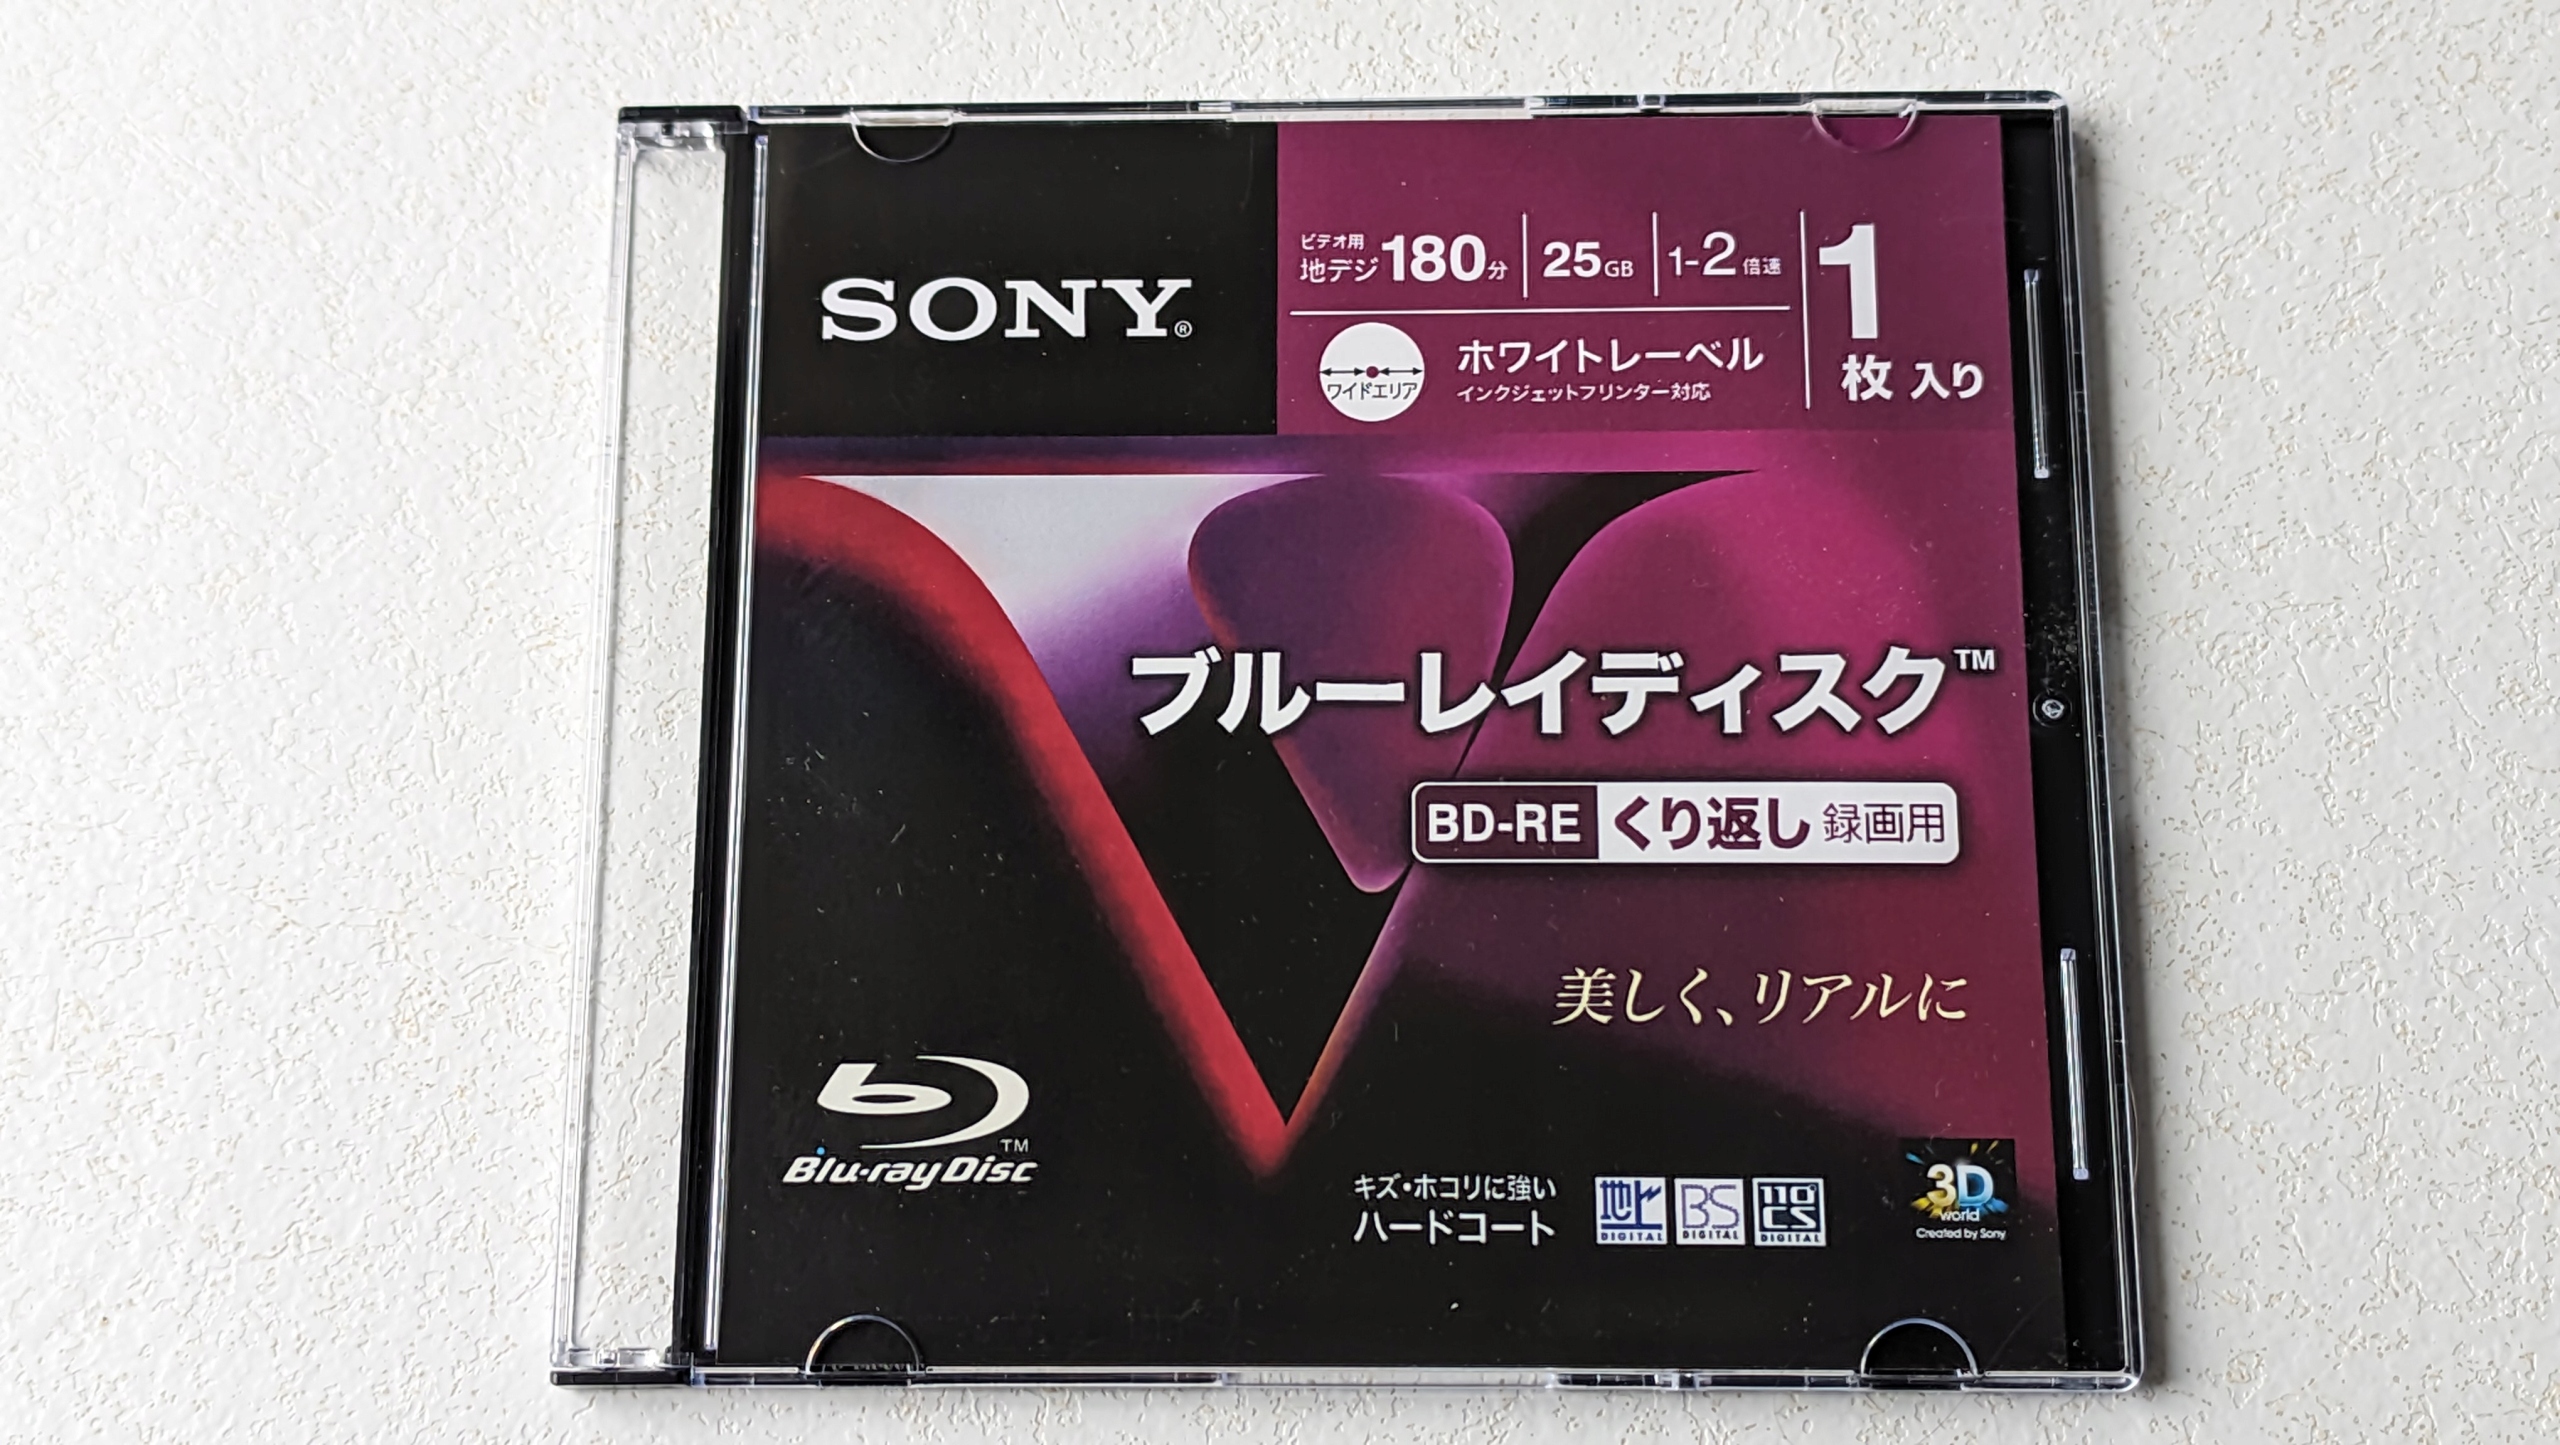 SONY®
ビデオ用
地デジ180分
25GB
1-2倍速
1
枚入り
ワイドエリア
ホワイトレーベル
インクジェットプリンター対応
ブルーレイディスク™
BD-RE くり返し録画用
美しく、リアルに
TM
Blu-ray Disc
キズ・ホコリに強い
ハードコート
地上
DIGITAL
BS
DIGITAL
110°
CS
DIGITAL
3D
world
Created by Sony